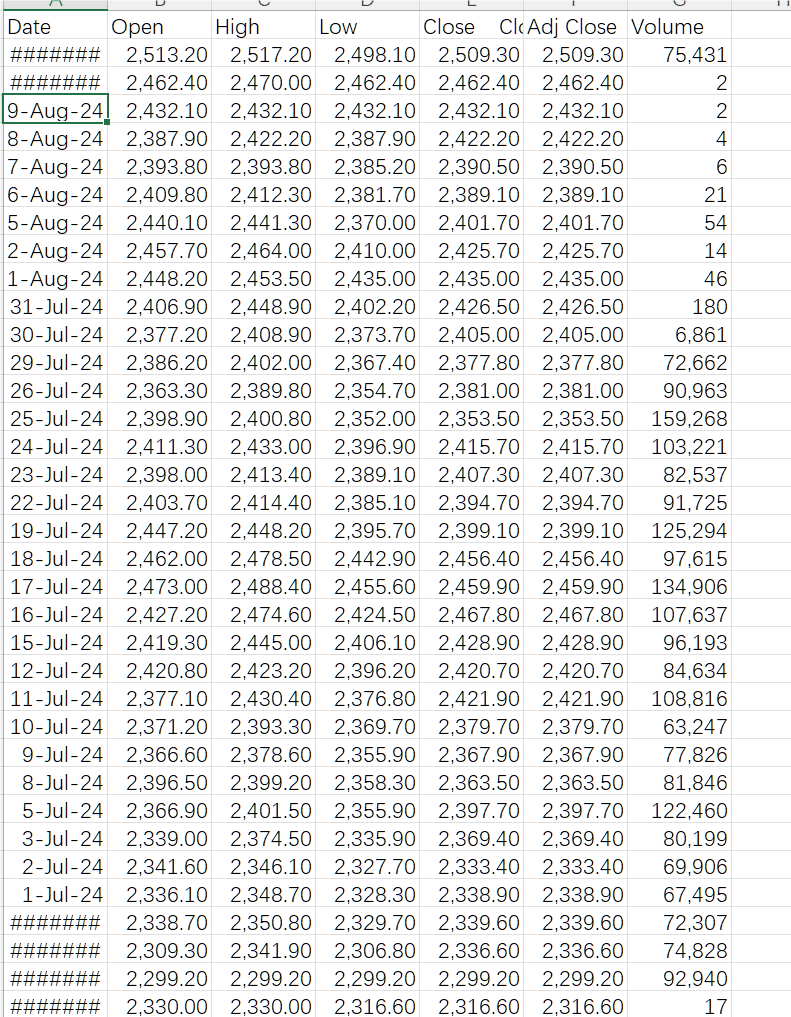 Date Open High Low Close Adj Close Volume
####### 2,513.20 2,517.20 2,498.10 2,509.30 2,509.30 75,431
####### 2,462.40 2,470.00 2,462.40 2,462.40 2,462.40 2
9-Aug-24 2,432.10 2,432.10 2,432.10 2,432.10 2,432.10 2
8-Aug-24 2,387.90 2,422.20 2,387.90 2,422.20 2,422.20 4
7-Aug-24 2,393.80 2,393.80 2,385.20 2,390.50 2,390.50 6
6-Aug-24 2,409.80 2,412.30 2,381.70 2,389.10 2,389.10 21
5-Aug-24 2,440.10 2,441.30 2,370.00 2,401.70 2,401.70 54
2-Aug-24 2,457.70 2,464.00 2,410.00 2,425.70 2,425.70 14
1-Aug-24 2,448.20 2,453.50 2,435.00 2,435.00 2,435.00 46
31-Jul-24 2,406.90 2,448.90 2,402.20 2,426.50 2,426.50 180
30-Jul-24 2,377.20 2,408.90 2,373.70 2,405.00 2,405.00 6,861
29-Jul-24 2,386.20 2,402.00 2,367.40 2,377.80 2,377.80 72,662
26-Jul-24 2,363.30 2,389.80 2,354.70 2,381.00 2,381.00 90,963
25-Jul-24 2,398.90 2,400.80 2,352.00 2,353.50 2,353.50 159,268
24-Jul-24 2,411.30 2,433.00 2,396.90 2,415.70 2,415.70 103,221
23-Jul-24 2,398.00 2,413.40 2,389.10 2,407.30 2,407.30 82,537
22-Jul-24 2,403.70 2,414.40 2,385.10 2,394.70 2,394.70 91,725
19-Jul-24 2,447.20 2,448.20 2,395.70 2,399.10 2,399.10 125,294
18-Jul-24 2,462.00 2,478.50 2,442.90 2,456.40 2,456.40 97,615
17-Jul-24 2,473.00 2,488.40 2,455.60 2,459.90 2,459.90 134,906
16-Jul-24 2,427.20 2,474.60 2,424.50 2,467.80 2,467.80 107,637
15-Jul-24 2,419.30 2,445.00 2,406.10 2,428.90 2,428.90 96,193
12-Jul-24 2,420.80 2,423.20 2,396.20 2,420.70 2,420.70 84,634
11-Jul-24 2,377.10 2,430.40 2,376.80 2,421.90 2,421.90 108,816
10-Jul-24 2,371.20 2,393.30 2,369.70 2,379.70 2,379.70 63,247
9-Jul-24 2,366.60 2,378.60 2,355.90 2,367.90 2,367.90 77,826
8-Jul-24 2,396.50 2,399.20 2,358.30 2,363.50 2,363.50 81,846
5-Jul-24 2,366.90 2,401.50 2,355.90 2,397.70 2,397.70 122,460
3-Jul-24 2,339.00 2,374.50 2,335.90 2,369.40 2,369.40 80,199
2-Jul-24 2,341.60 2,346.10 2,327.70 2,333.40 2,333.40 69,906
1-Jul-24 2,336.10 2,348.70 2,328.30 2,338.90 2,338.90 67,495
####### 2,338.70 2,350.80 2,329.70 2,339.60 2,339.60 72,307
####### 2,309.30 2,341.90 2,306.80 2,336.60 2,336.60 74,828
####### 2,299.20 2,299.20 2,299.20 2,299.20 2,299.20 92,940
####### 2,330.00 2,330.00 2,316.60 2,316.60 2,316.60 17